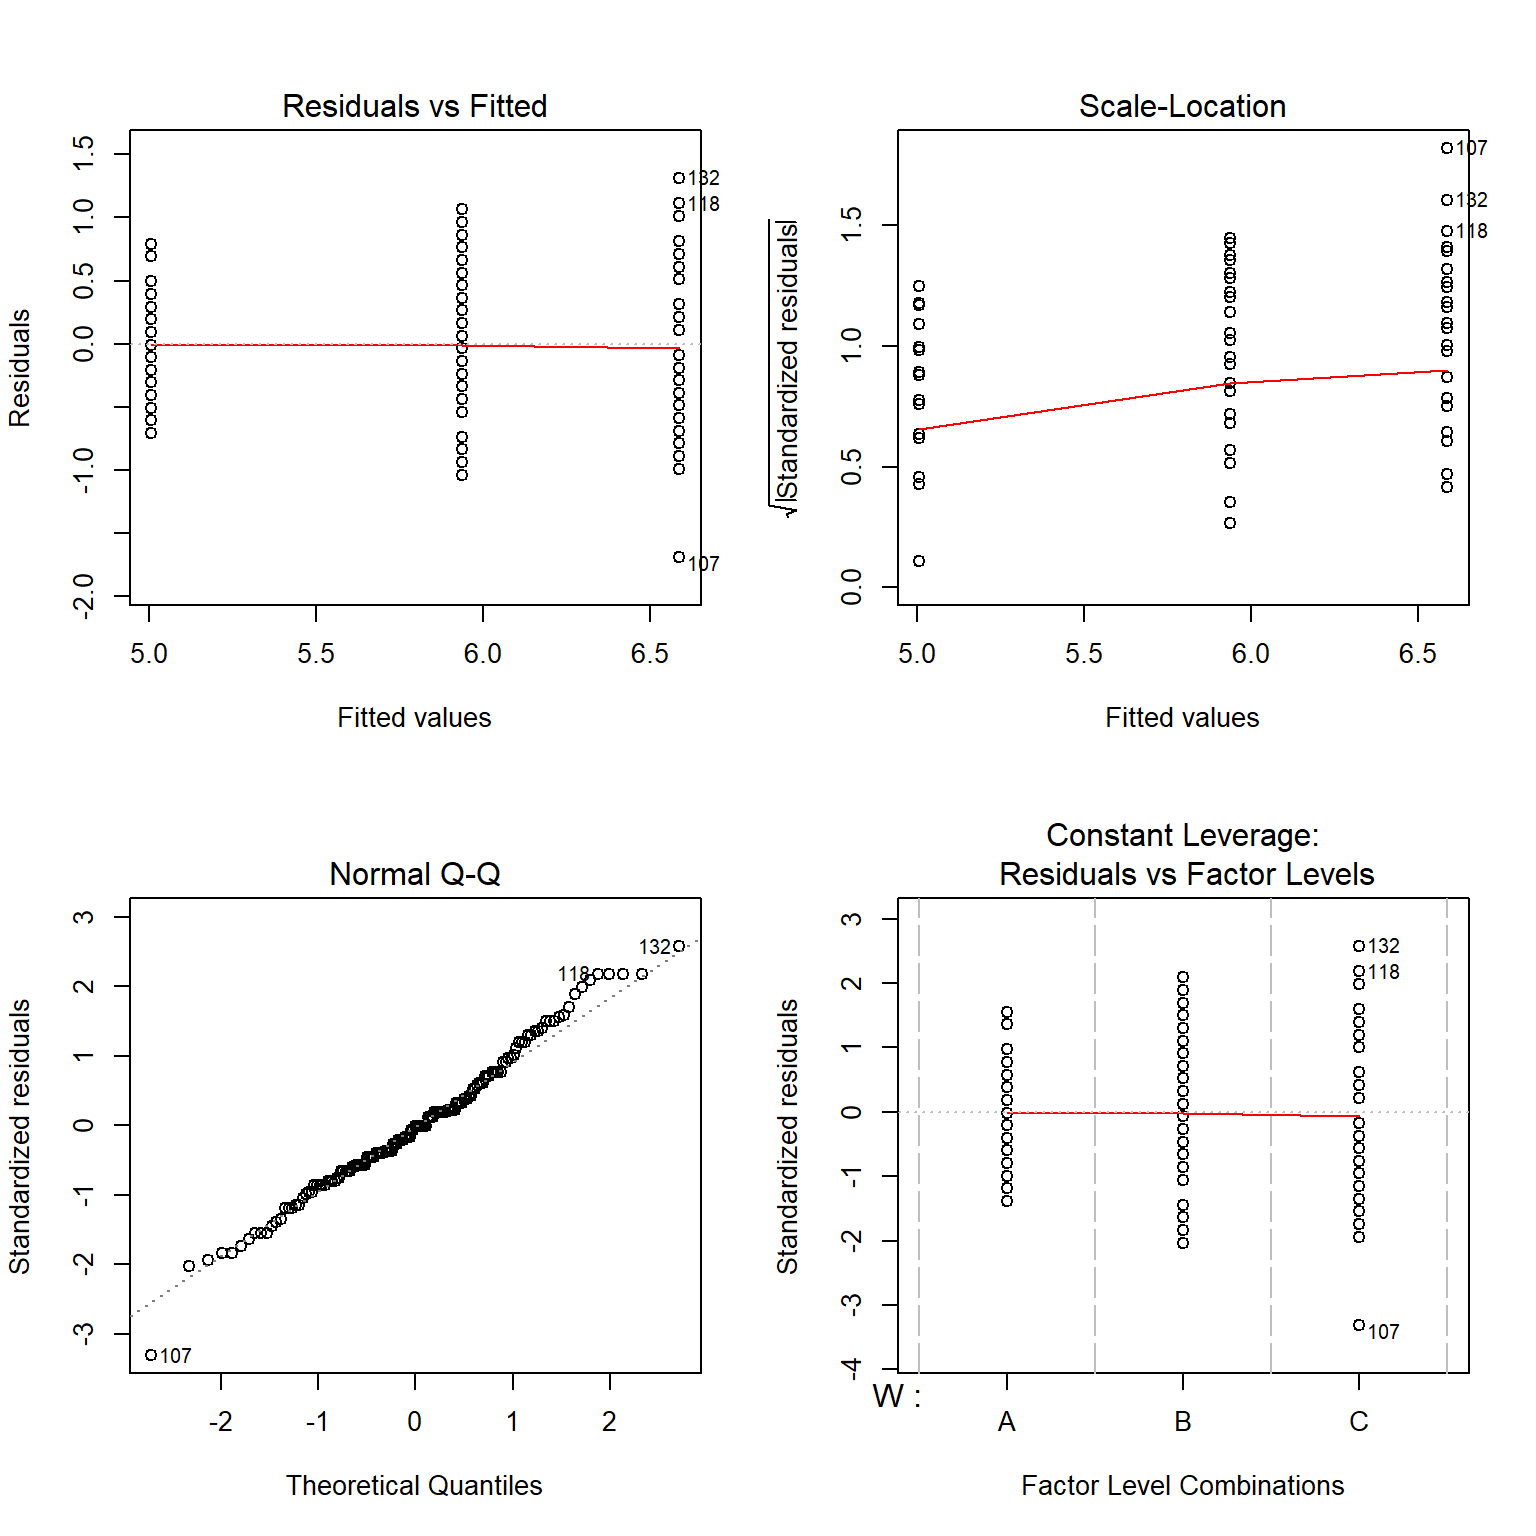 Residuals vs Fitted
Residuals
1.5
1.0
0.5
0.0
-1.0
-2.0
132
118
107
5.0 5.5 6.0 6.5
Fitted values
Scale-Location
√|Standardized residuals|
1.5
1.0
0.5
0.0
107
132
118
5.0 5.5 6.0 6.5
Fitted values
Normal Q-Q
Standardized residuals
3
2
1
0
-1
-2
-3
132
118
107
-2 -1 0 1 2
Theoretical Quantiles
Constant Leverage:
Residuals vs Factor Levels
Standardized residuals
3
2
1
0
-1
-2
-3
-4
132
118
107
W :
A B C
Factor Level Combinations